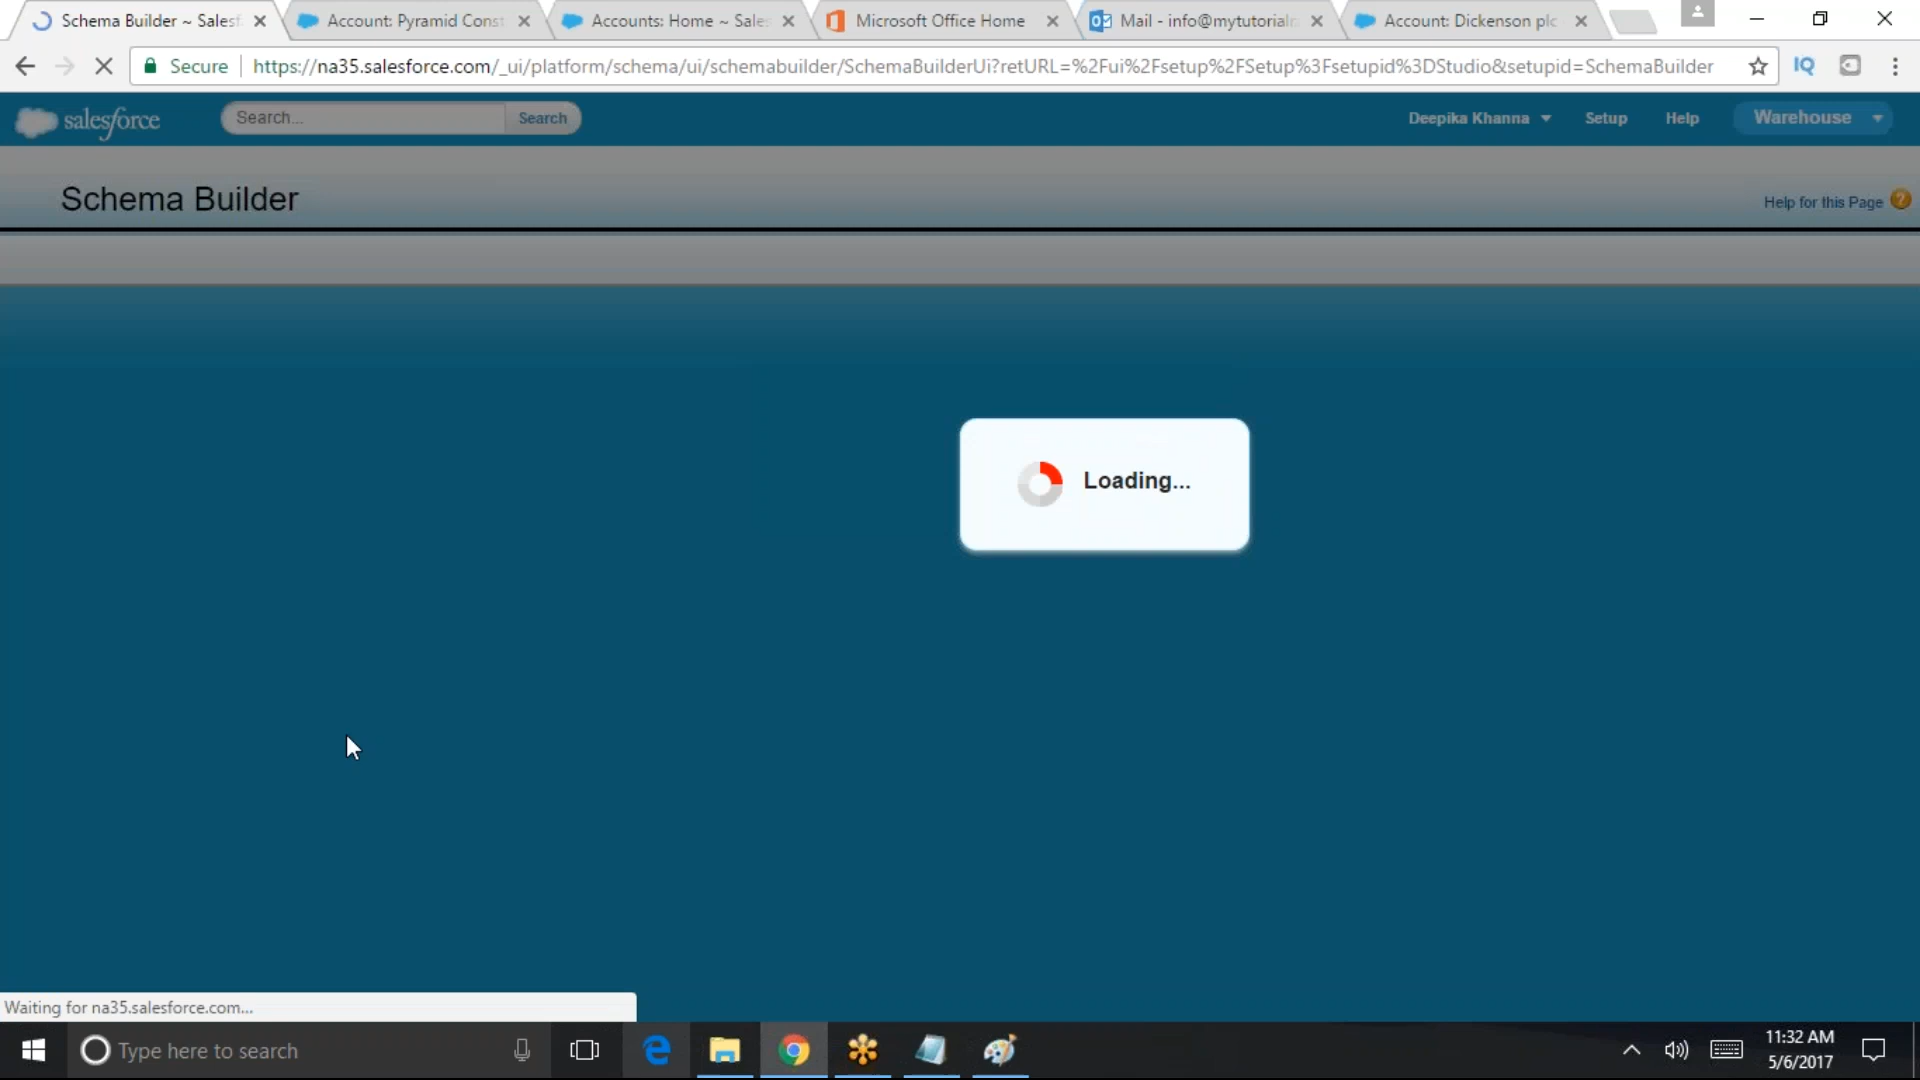 Schema Builder ~ Salesf
Account: Pyramid Const
Accounts: Home ~ Sales
Microsoft Office Home
Mail - info@mytutorialr
Account: Dickenson plc
Secure
https://na35.salesforce.com/_ui/platform/schema/ui/schemabuilder/SchemaBuilderUi?retURL=%2Fui%2Fsetup%2FSetup%3Fsetupid%3DStudio&setupid=SchemaBuilder
IQ
salesforce
Search...
Search
Deepika Khanna
Setup
Help
Warehouse
Schema Builder
Help for this Page ?
Loading...
Waiting for na35.salesforce.com...
Type here to search
11:32 AM
5/6/2017